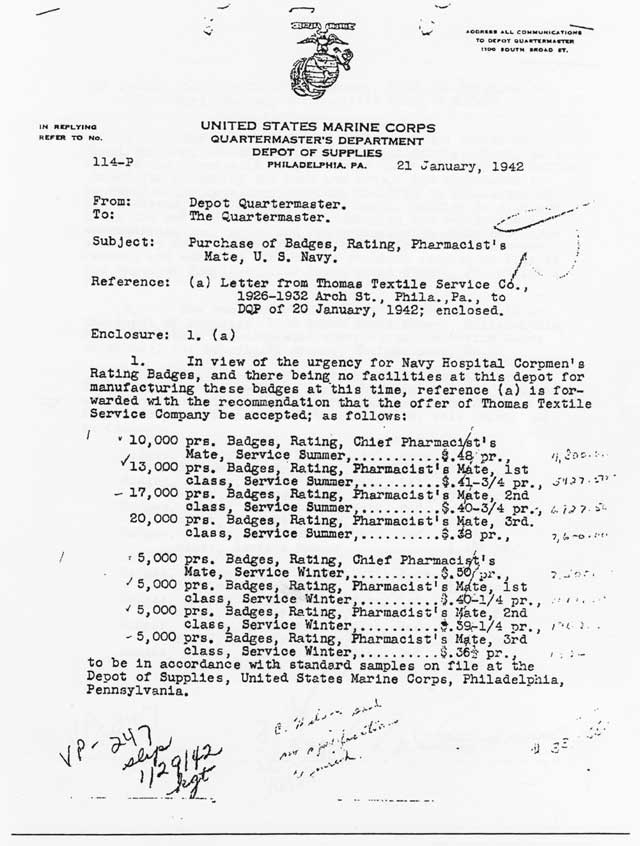 ADDRESS ALL COMMUNICATIONS
TO DEPOT QUARTERMASTER
1100 SOUTH BROAD ST.
IN REPLYING
REFER TO No.
114-P
UNITED STATES MARINE CORPS
QUARTERMASTER'S DEPARTMENT
DEPOT OF SUPPLIES
PHILADELPHIA, PA. 21 January, 1942
From: Depot Quartermaster.
To: The Quartermaster.
Subject: Purchase of Badges, Rating, Pharmacist's
Mate, U. S. Navy.
Reference: (a) Letter from Thomas Textile Service Co.,
1926-1932 Arch St., Phila.,Pa., to
DQP of 20 January, 1942; enclosed.
Enclosure: 1. (a)
1. In view of the urgency for Navy Hospital Corpmen's
Rating Badges, and there being no facilities at this depot for
manufacturing these badges at this time, reference (a) is for-
warded with the recommendation that the offer of Thomas Textile
Service Company be accepted; as follows:
10,000 prs. Badges, Rating, Chief Pharmacist's
Mate, Service Summer,..........$.48 pr.,
13,000 prs. Badges, Rating, Pharmacist's Mate, 1st
class, Service Summer,.........$.41-3/4 pr.,
17,000 prs. Badges, Rating, Pharmacist's Mate, 2nd
class, Service Summer,.........$.40-3/4 pr.,
20,000 prs. Badges, Rating, Pharmacist's Mate, 3rd.
class, Service Summer,.........$.38 pr.,
5,000 prs. Badges, Rating, Chief Pharmacist's
Mate, Service Winter,..........$.50 pr.,
5,000 prs. Badges, Rating, Pharmacist's Mate, 1st
class, Service Winter,.........$.40-1/4 pr.,
5,000 prs. Badges, Rating, Pharmacist's Mate, 2nd
class, Service Winter,.........$.39-1/4 pr.,
5,000 prs. Badges, Rating, Pharmacist's Mate, 3rd
class, Service Winter,.........$.36½ pr.,
to be in accordance with standard samples on file at the
Depot of Supplies, United States Marine Corps, Philadelphia,
Pennsylvania.
VP-247
slip
1/29/42
kgt